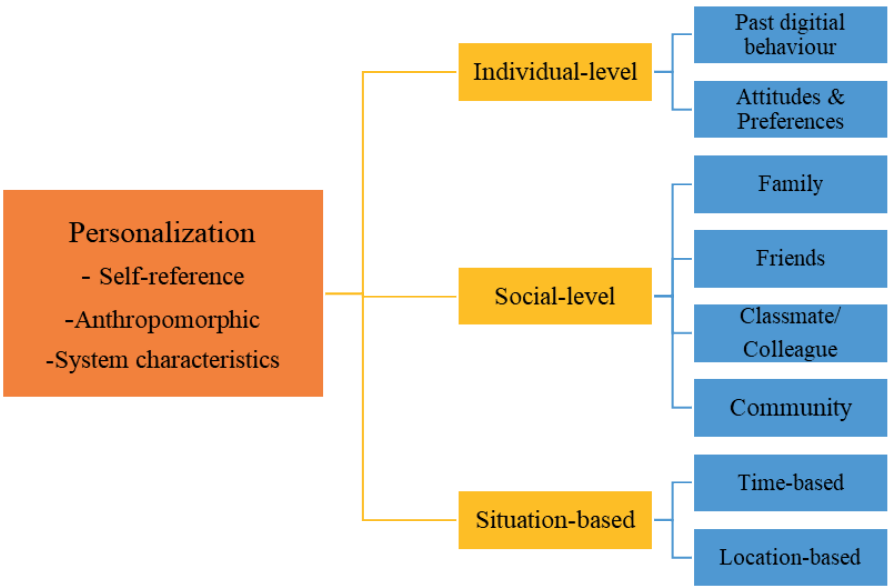 Personalization
- Self-reference
-Anthropomorphic
-System characteristics
Individual-level
Past digitial
behaviour
Attitudes &
Preferences
Social-level
Family
Friends
Classmate/
Colleague
Community
Situation-based
Time-based
Location-based